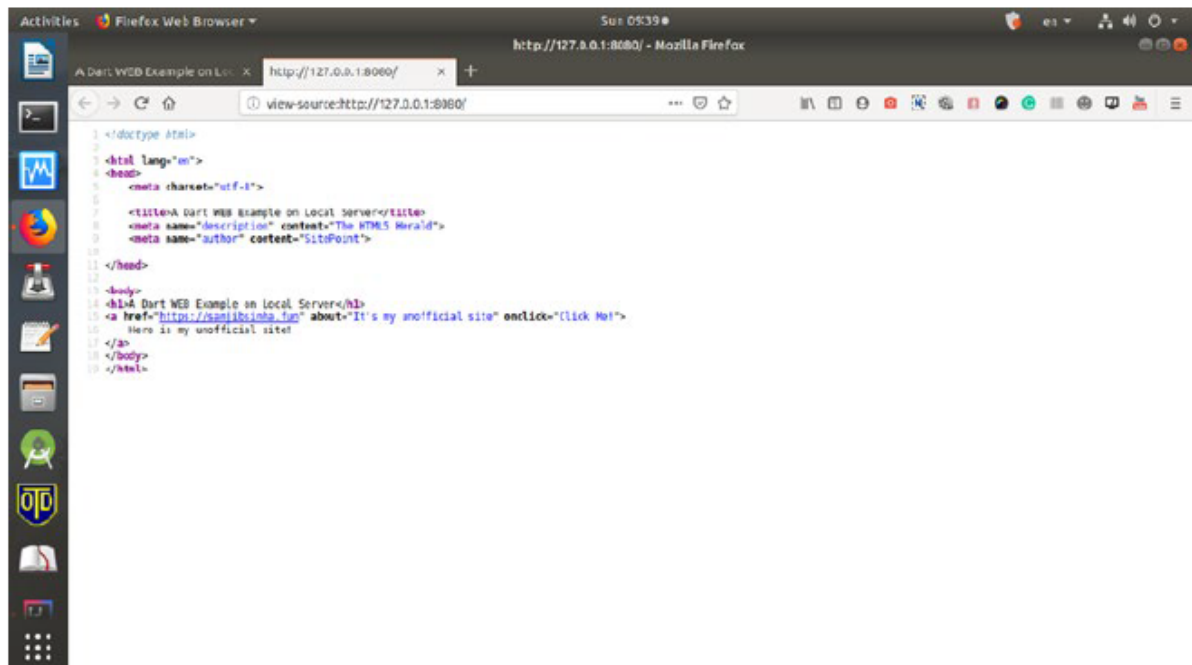 Activities Firefox Web Browser
Sun 05:39
en
http://127.0.0.1:8080/ - Mozilla Firefox
A Dart WEB Example on Loc
http://127.0.0.1:8080/
view-source:http://127.0.0.1:8080/
1 <!doctype html>
2
3 <html lang="en">
4 <head>
5 <meta charset="utf-8">
6
7 <title>A Dart WEB Example on Local Server</title>
8 <meta name="description" content="The HTML5 Herald">
9 <meta name="author" content="SitePoint">
10
11 </head>
12
13 <body>
14 <h1>A Dart WEB Example on Local Server</h1>
15 <a href="https://sanjibsinha.fun" about="It's my unofficial site" onclick="Click Me!">
16 Here is my unofficial site!
17 </a>
18 </body>
19 </html>
OTD